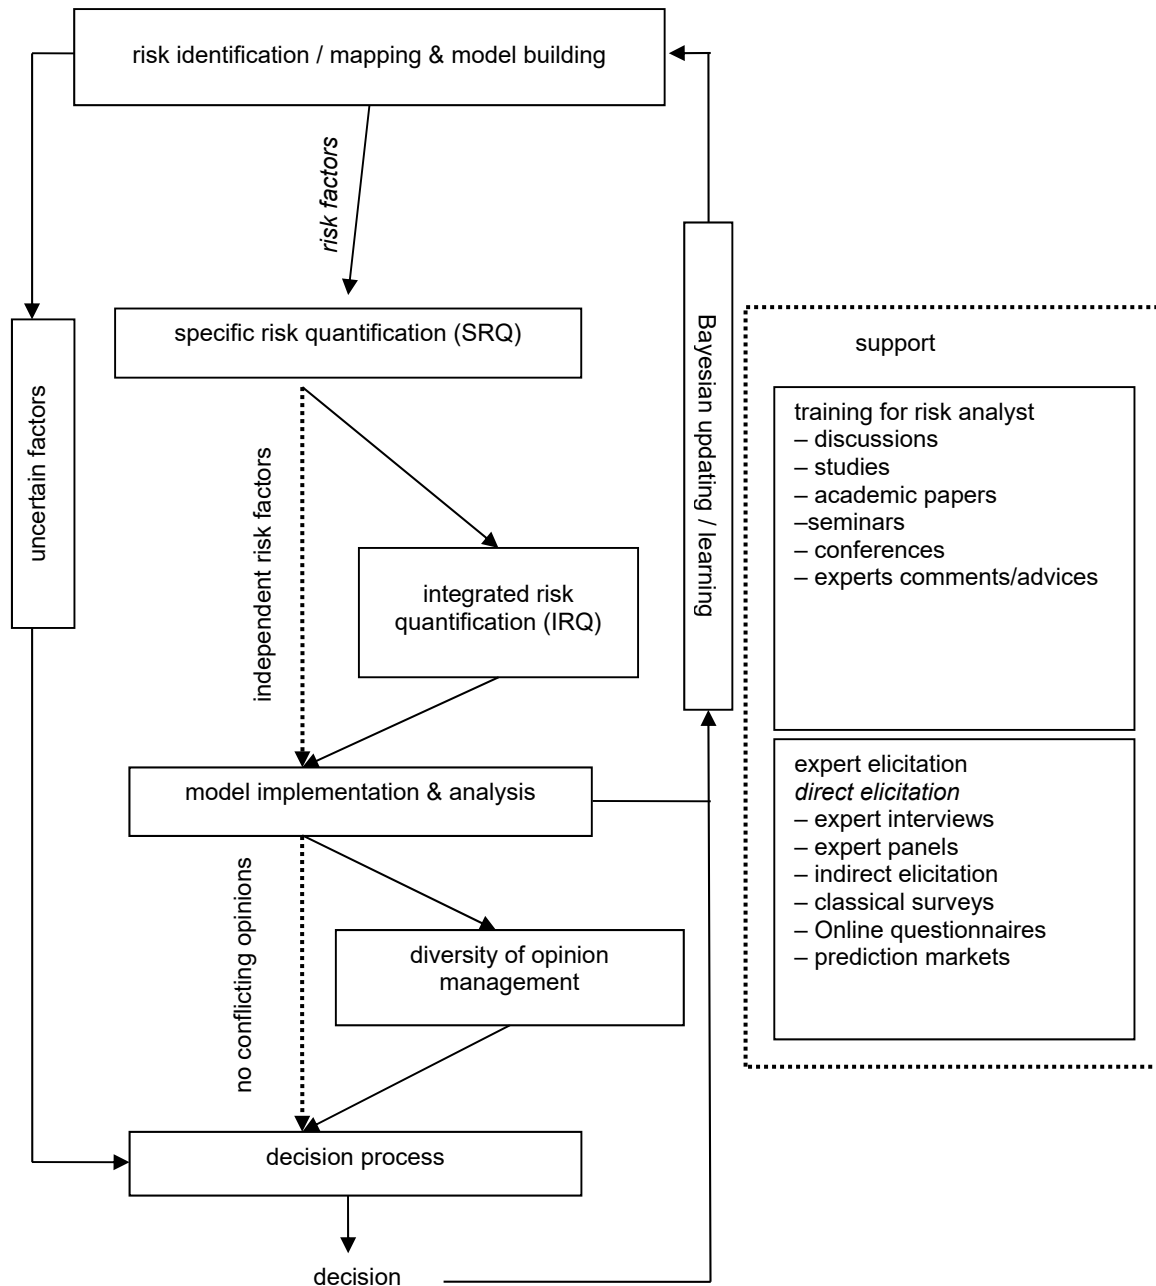 risk identification / mapping & model building
risk factors
specific risk quantification (SRQ)
uncertain factors
independent risk factors
integrated risk
quantification (IRQ)
model implementation & analysis
no conflicting opinions
diversity of opinion
management
decision process
decision
Bayesian updating / learning
support
training for risk analyst
– discussions
– studies
– academic papers
–seminars
– conferences
– experts comments/advices
expert elicitation
direct elicitation
– expert interviews
– expert panels
– indirect elicitation
– classical surveys
– Online questionnaires
– prediction markets